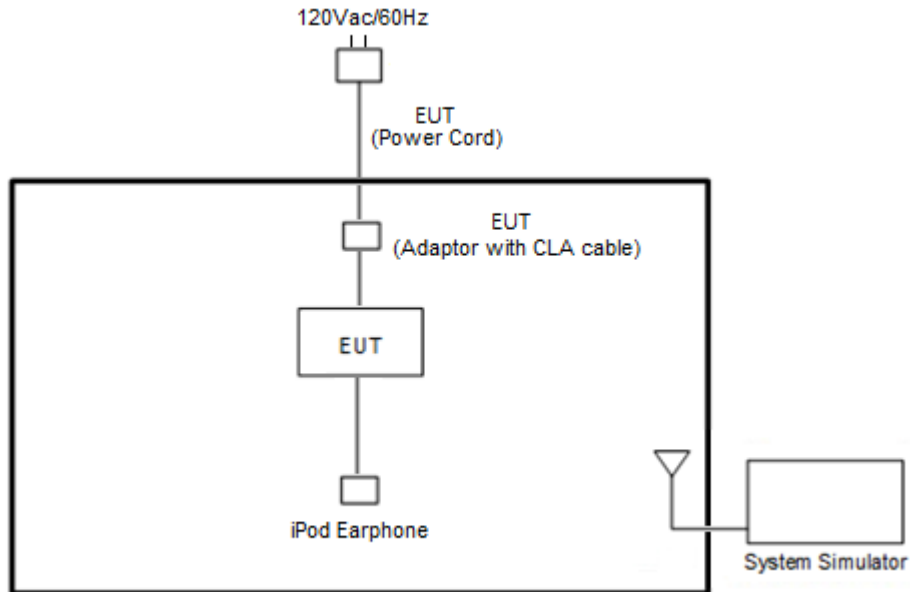 120Vac/60Hz
EUT
(Power Cord)
EUT
(Adaptor with CLA cable)
EUT
iPod Earphone
System Simulator